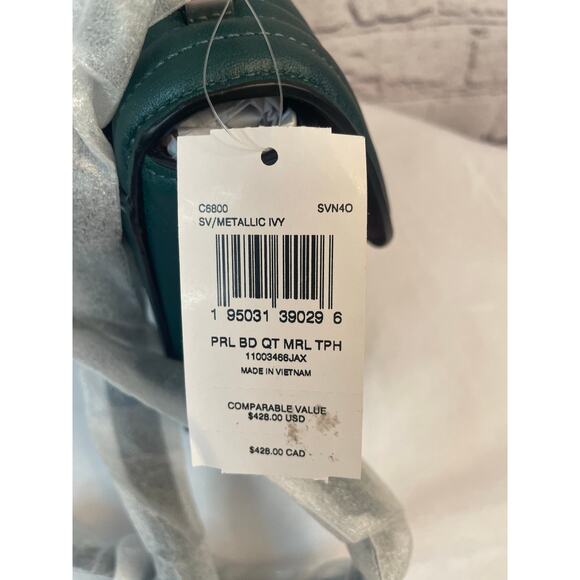 C6800 SVN4O
SV/METALLIC IVY
1 95031 39029 6
PRL BD QT MRL TPH
11003466JAX
MADE IN VIETNAM
COMPARABLE VALUE
$428.00 USD
$428.00 CAD